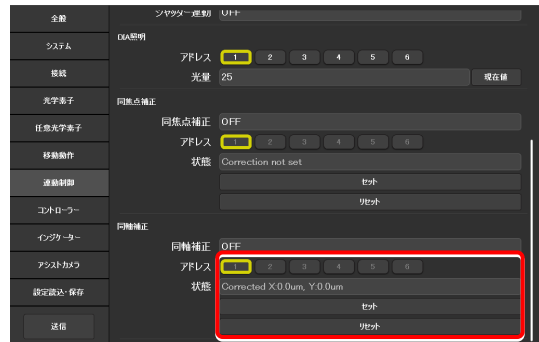 全般
システム
接続
光学素子
任意光学素子
移動動作
連動制御
コントローラー
インジケーター
アシストカメラ
設定読込・保存
送信
シャッター連動 OFF
DIA照明
アドレス 1 2 3 4 5 6
光量 25 現在値
同焦点補正
同焦点補正 OFF
アドレス 1 2 3 4 5 6
状態 Correction not set
セット
リセット
同軸補正
同軸補正 OFF
アドレス 1 2 3 4 5 6
状態 Corrected X:0.0um, Y:0.0um
セット
リセット